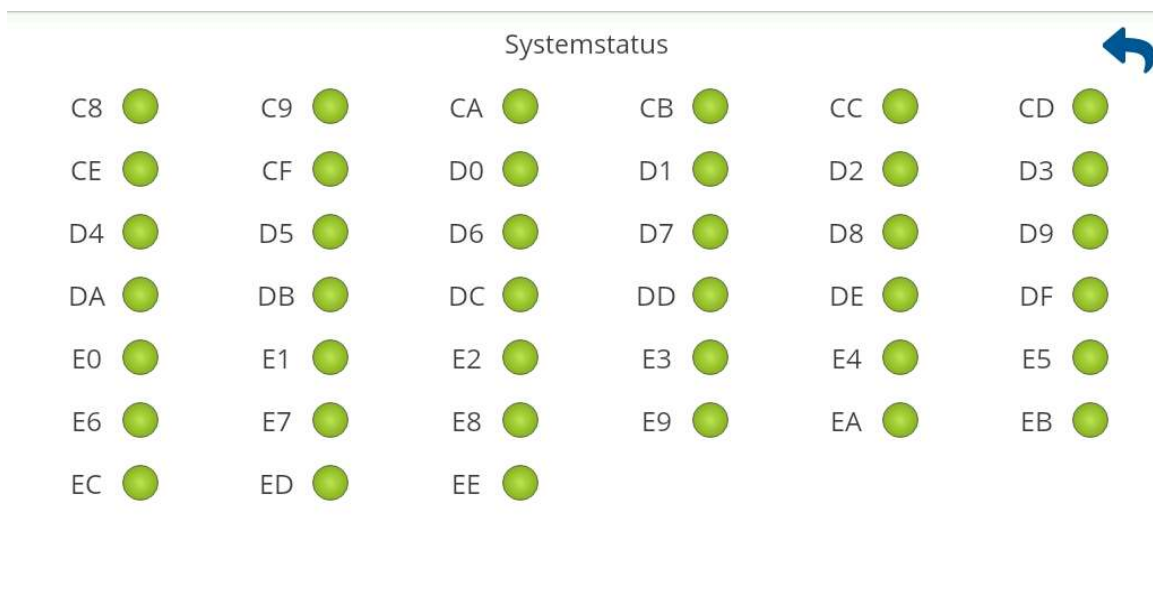 Systemstatus
C8 C9 CA CB CC CD
CE CF D0 D1 D2 D3
D4 D5 D6 D7 D8 D9
DA DB DC DD DE DF
E0 E1 E2 E3 E4 E5
E6 E7 E8 E9 EA EB
EC ED EE